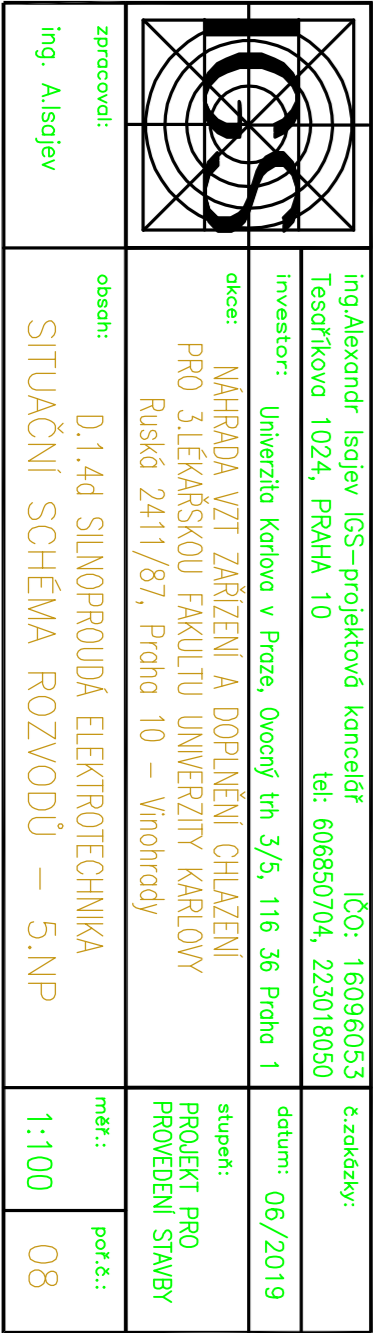 ing.Alexandr Isajev IGS-projektová kancelář IČO: 16096053
Tesaříkova 1024, PRAHA 10 tel: 606850704, 223018050
č.zakázky:
investor: Univerzita Karlova v Praze, Ovocný trh 3/5, 116 36 Praha 1
datum: 06/2019
akce:
NÁHRADA VZT ZAŘÍZENÍ A DOPLNĚNÍ CHLAZENÍ
PRO 3.LÉKAŘSKOU FAKULTU UNIVERZITY KARLOVY
Ruská 2411/87, Praha 10 - Vinohrady
stupeň:
PROJEKT PRO
PROVEDENÍ STAVBY
zpracoval:
ing. A.Isajev
obsah:
D.1.4d SILNOPROUDÁ ELEKTROTECHNIKA
SITUAČNÍ SCHÉMA ROZVODŮ - 5.NP
měř.:
1:100
poř.č.:
08